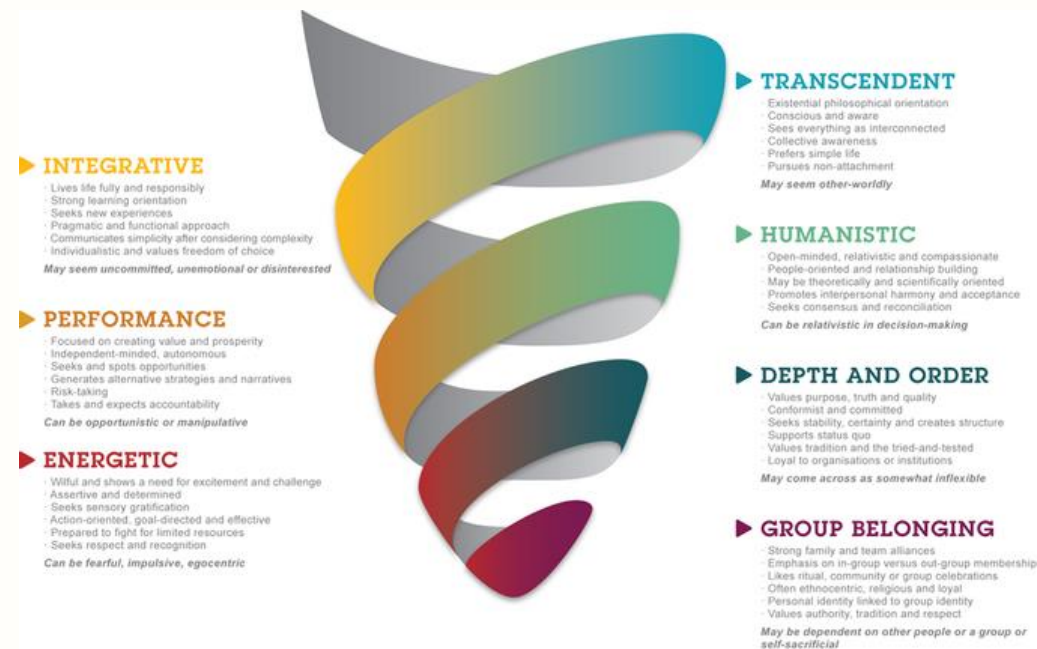 INTEGRATIVE
· Lives life fully and responsibly
· Strong learning orientation
· Seeks new experiences
· Pragmatic and functional approach
· Communicates simplicity after considering complexity
· Individualistic and values freedom of choice
May seem uncommitted, unemotional or disinterested
PERFORMANCE
· Focused on creating value and prosperity
· Independent-minded, autonomous
· Seeks and spots opportunities
· Generates alternative strategies and narratives
· Risk-taking
· Takes and expects accountability
Can be opportunistic or manipulative
ENERGETIC
· Wilful and shows a need for excitement and challenge
· Assertive and determined
· Seeks sensory gratification
· Action-oriented, goal-directed and effective
· Prepared to fight for limited resources
· Seeks respect and recognition
Can be fearful, impulsive, egocentric
TRANSCENDENT
· Existential philosophical orientation
· Conscious and aware
· Sees everything as interconnected
· Collective awareness
· Prefers simple life
· Pursues non-attachment
May seem other-worldly
HUMANISTIC
· Open-minded, relativistic and compassionate
· People-oriented and relationship building
· May be theoretically and scientifically oriented
· Promotes interpersonal harmony and acceptance
· Seeks consensus and reconciliation
Can be relativistic in decision-making
DEPTH AND ORDER
· Values purpose, truth and quality
· Conformist and committed
· Seeks stability, certainty and creates structure
· Supports status quo
· Values tradition and the tried-and-tested
· Loyal to organisations or institutions
May come across as somewhat inflexible
GROUP BELONGING
· Strong family and team alliances
· Emphasis on in-group versus out-group membership
· Likes ritual, community or group celebrations
· Often ethnocentric, religious and loyal
· Personal identity linked to group identity
· Values authority, tradition and respect
May be dependent on other people or a group or
self-sacrificial